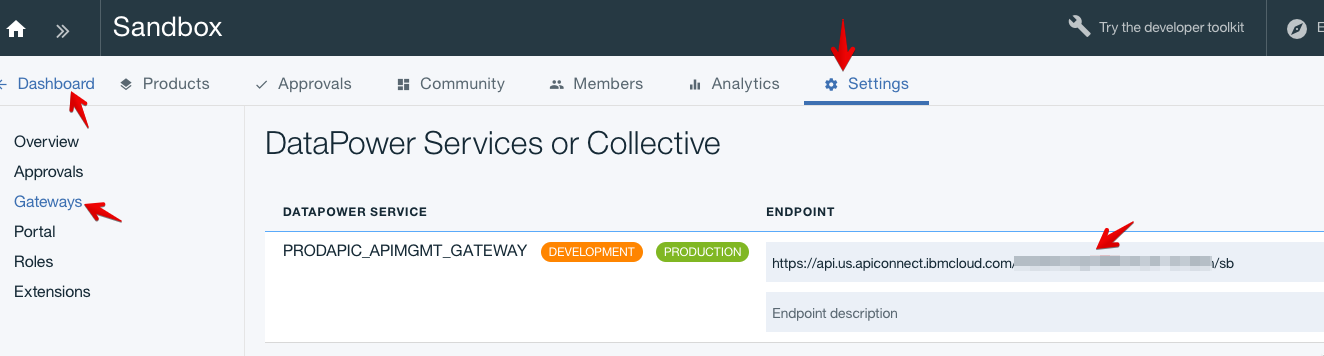 Sandbox
Try the developer toolkit
E
Dashboard Products Approvals Community Members Analytics Settings
Overview
Approvals
Gateways
Portal
Roles
Extensions
DataPower Services or Collective
DATAPOWER SERVICE ENDPOINT
PRODAPIC_APIMGMT_GATEWAY DEVELOPMENT PRODUCTION
https://api.us.apiconnect.ibmcloud.com/ /sb
Endpoint description